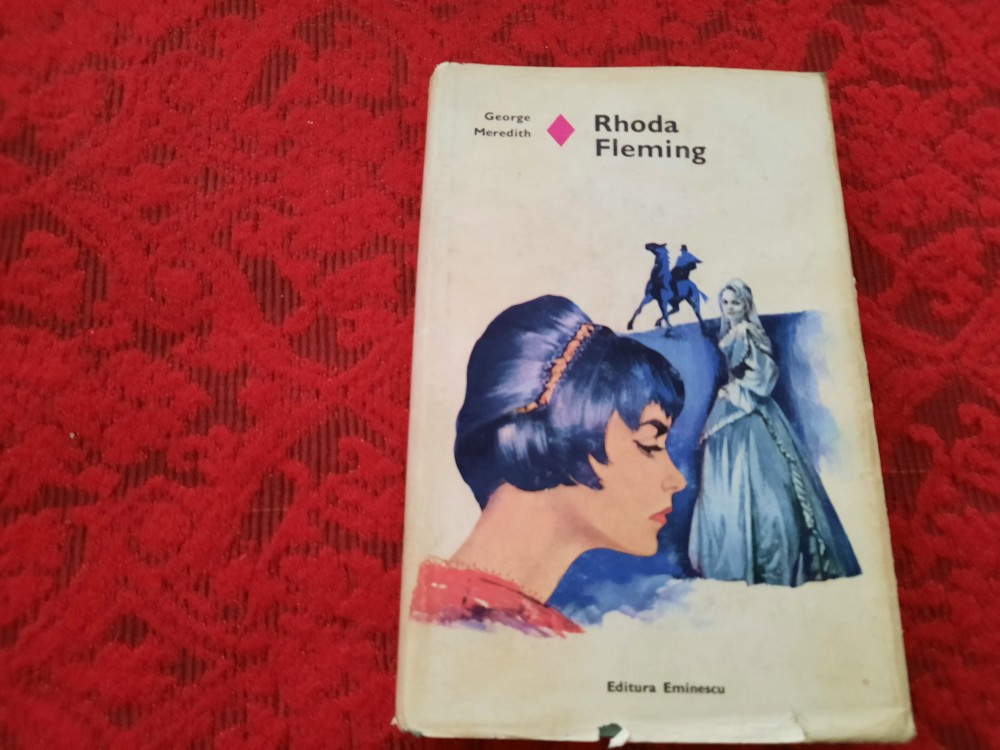 George
Meredith
Rhoda
Fleming
Editura Eminescu